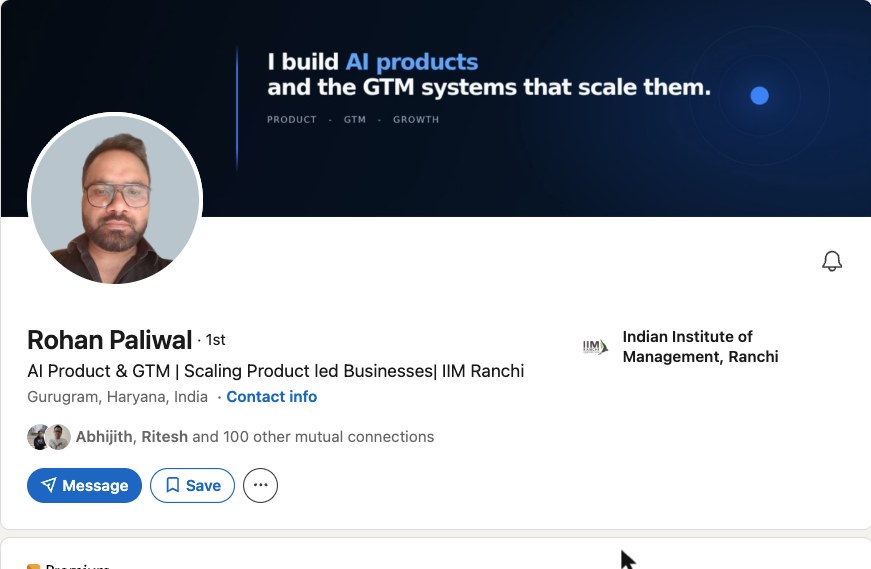 I build AI products
and the GTM systems that scale them.
PRODUCT - GTM - GROWTH
Rohan Paliwal · 1st
AI Product & GTM | Scaling Product led Businesses| IIM Ranchi
Gurugram, Haryana, India · Contact info
Abhijith, Ritesh and 100 other mutual connections
Message
Save
IIM
Indian Institute of
Management, Ranchi
Premium